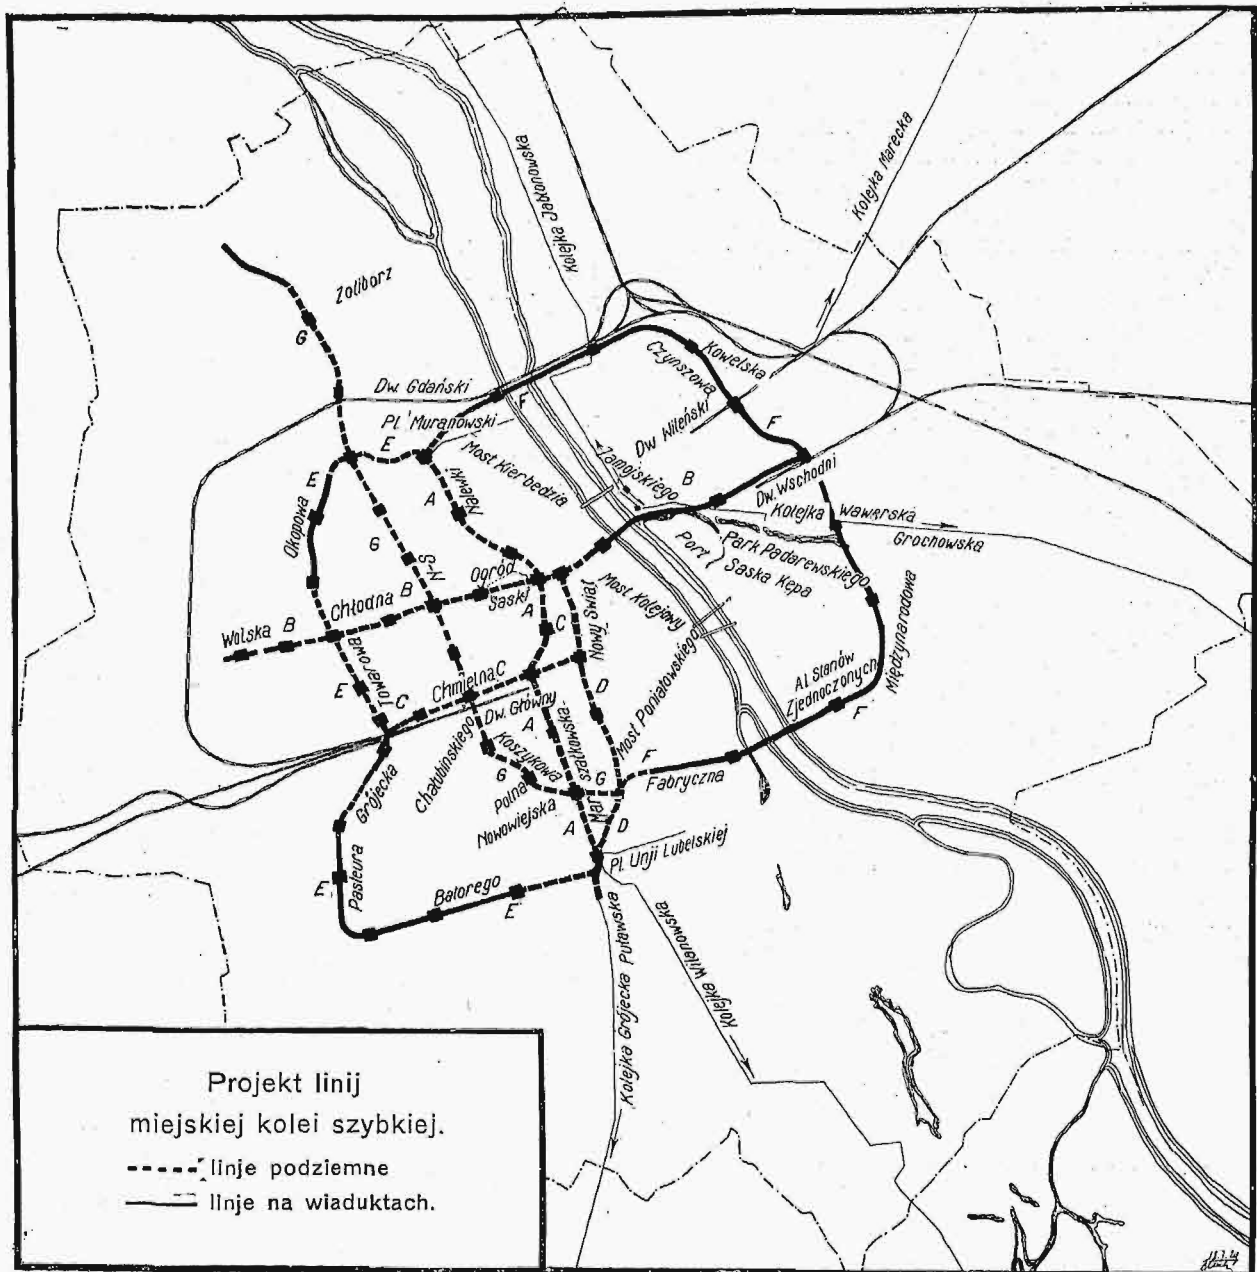 Kolejka Jabłonowska
Kolejka Marecka
Żoliborz
G
Dw. Gdański
F
Kowelska
Czynszowa
Pl. Muranowski
Dw Wileński
F
E
E
Most Kierbedzia
Zamojskiego
B
Nalewki
A
Dw. Wschodni
Okopowa
Kolejka Wawerska
Grochowska
G
Port
Park Padarewskiego
Saska Kępa
N-S
Ogród
Saski
B
Chłodna
B
Wolska
A
C
Nowy Świat
Most Kolejowy
Międzynarodowa
Towarowa
E
C
Chmielna
C
Dw. Główny
D
Most Poniatowskiego
Al Stanów
Zjednoczonych
F
A
Marszałkowska
Chałubińskiego
Koszykowa
G
G
F
Fabryczna
Polna
Nowowiejska
Grójecka
A
D
Pl. Unji Lubelskiej
Pasteura
E
Batorego
E
Kolejka Grójecka Puławska
Kolejka Wilanowska
Projekt linij
miejskiej kolei szybkiej.
linje podziemne
linje na wiaduktach.